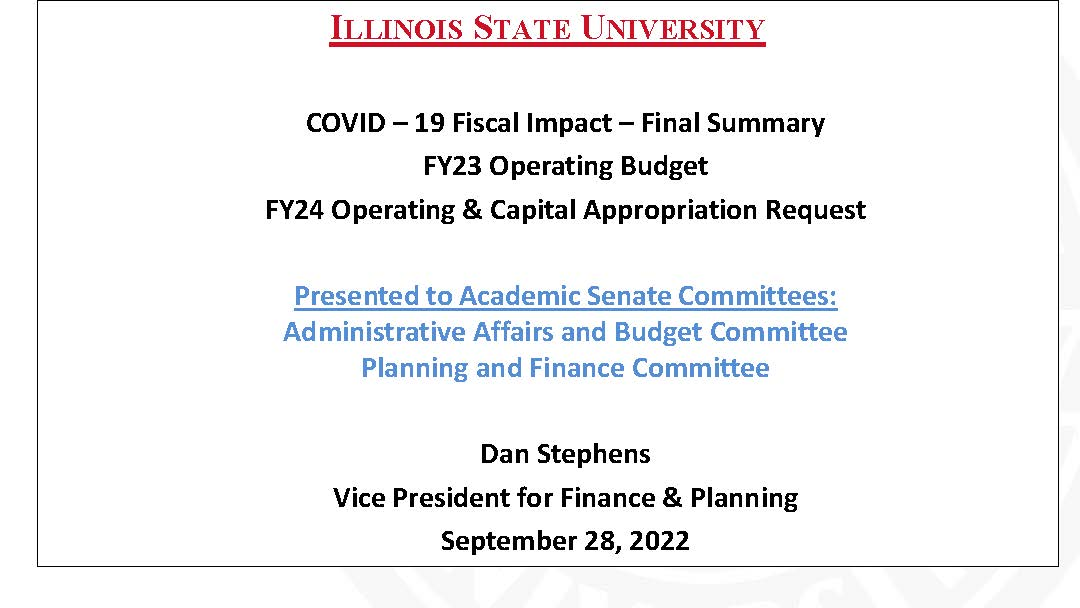 ILLINOIS STATE UNIVERSITY
COVID – 19 Fiscal Impact – Final Summary
FY23 Operating Budget
FY24 Operating & Capital Appropriation Request
Presented to Academic Senate Committees:
Administrative Affairs and Budget Committee
Planning and Finance Committee
Dan Stephens
Vice President for Finance & Planning
September 28, 2022